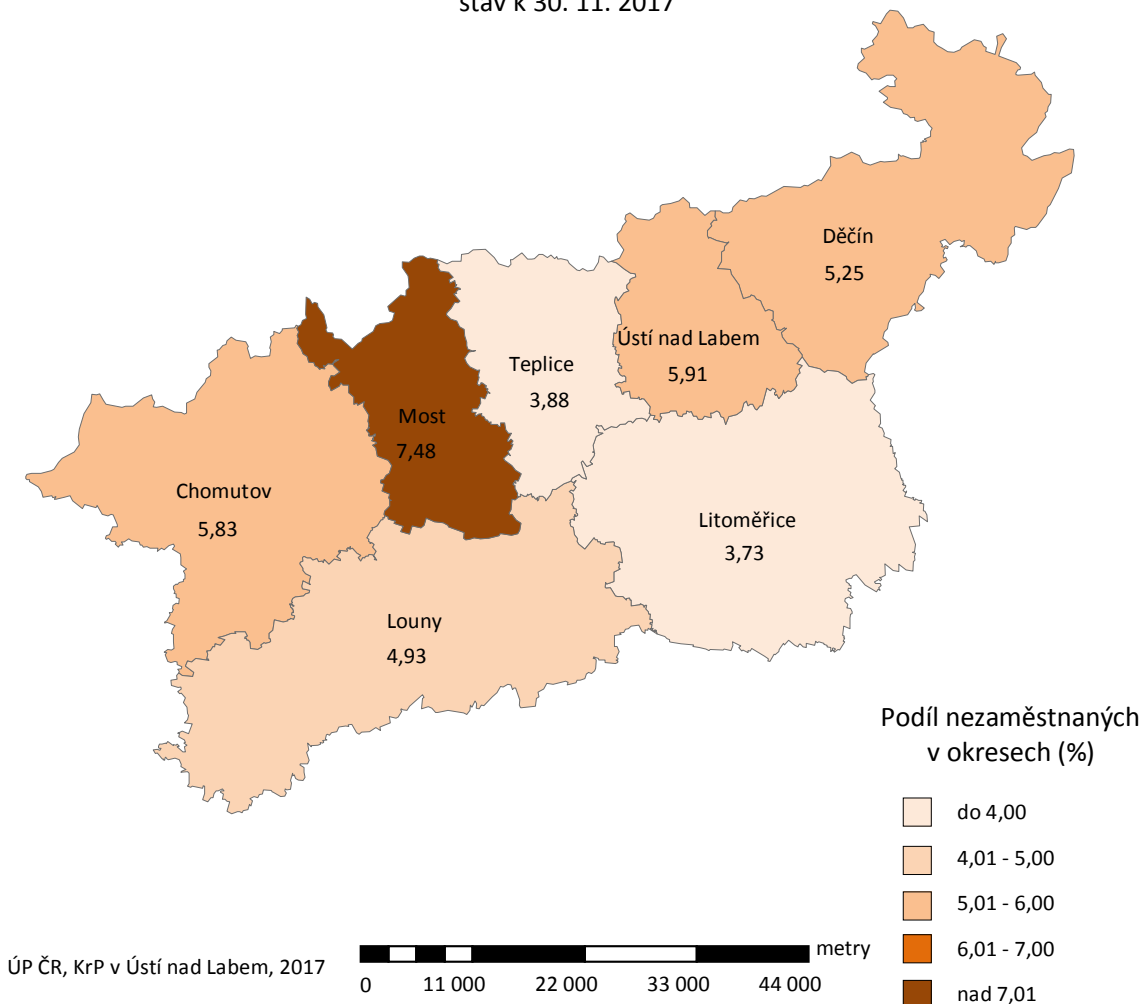 stav k 30. 11. 2017
Děčín
5,25
Ústí nad Labem
5,91
Teplice
3,88
Most
7,48
Chomutov
5,83
Litoměřice
3,73
Louny
4,93
Podíl nezaměstnaných
v okresech (%)
do 4,00
4,01 - 5,00
5,01 - 6,00
6,01 - 7,00
nad 7,01
ÚP ČR, KrP v Ústí nad Labem, 2017
metry
0 11 000 22 000 33 000 44 000